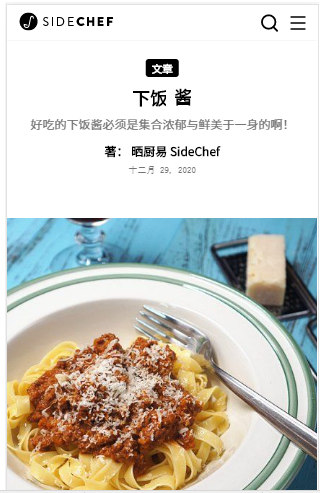 SIDECHEF
文章
下饭 酱
好吃的下饭酱必须是集合浓郁与鲜美于一身的啊!
著： 晒厨易 SideChef
十二月 29, 2020